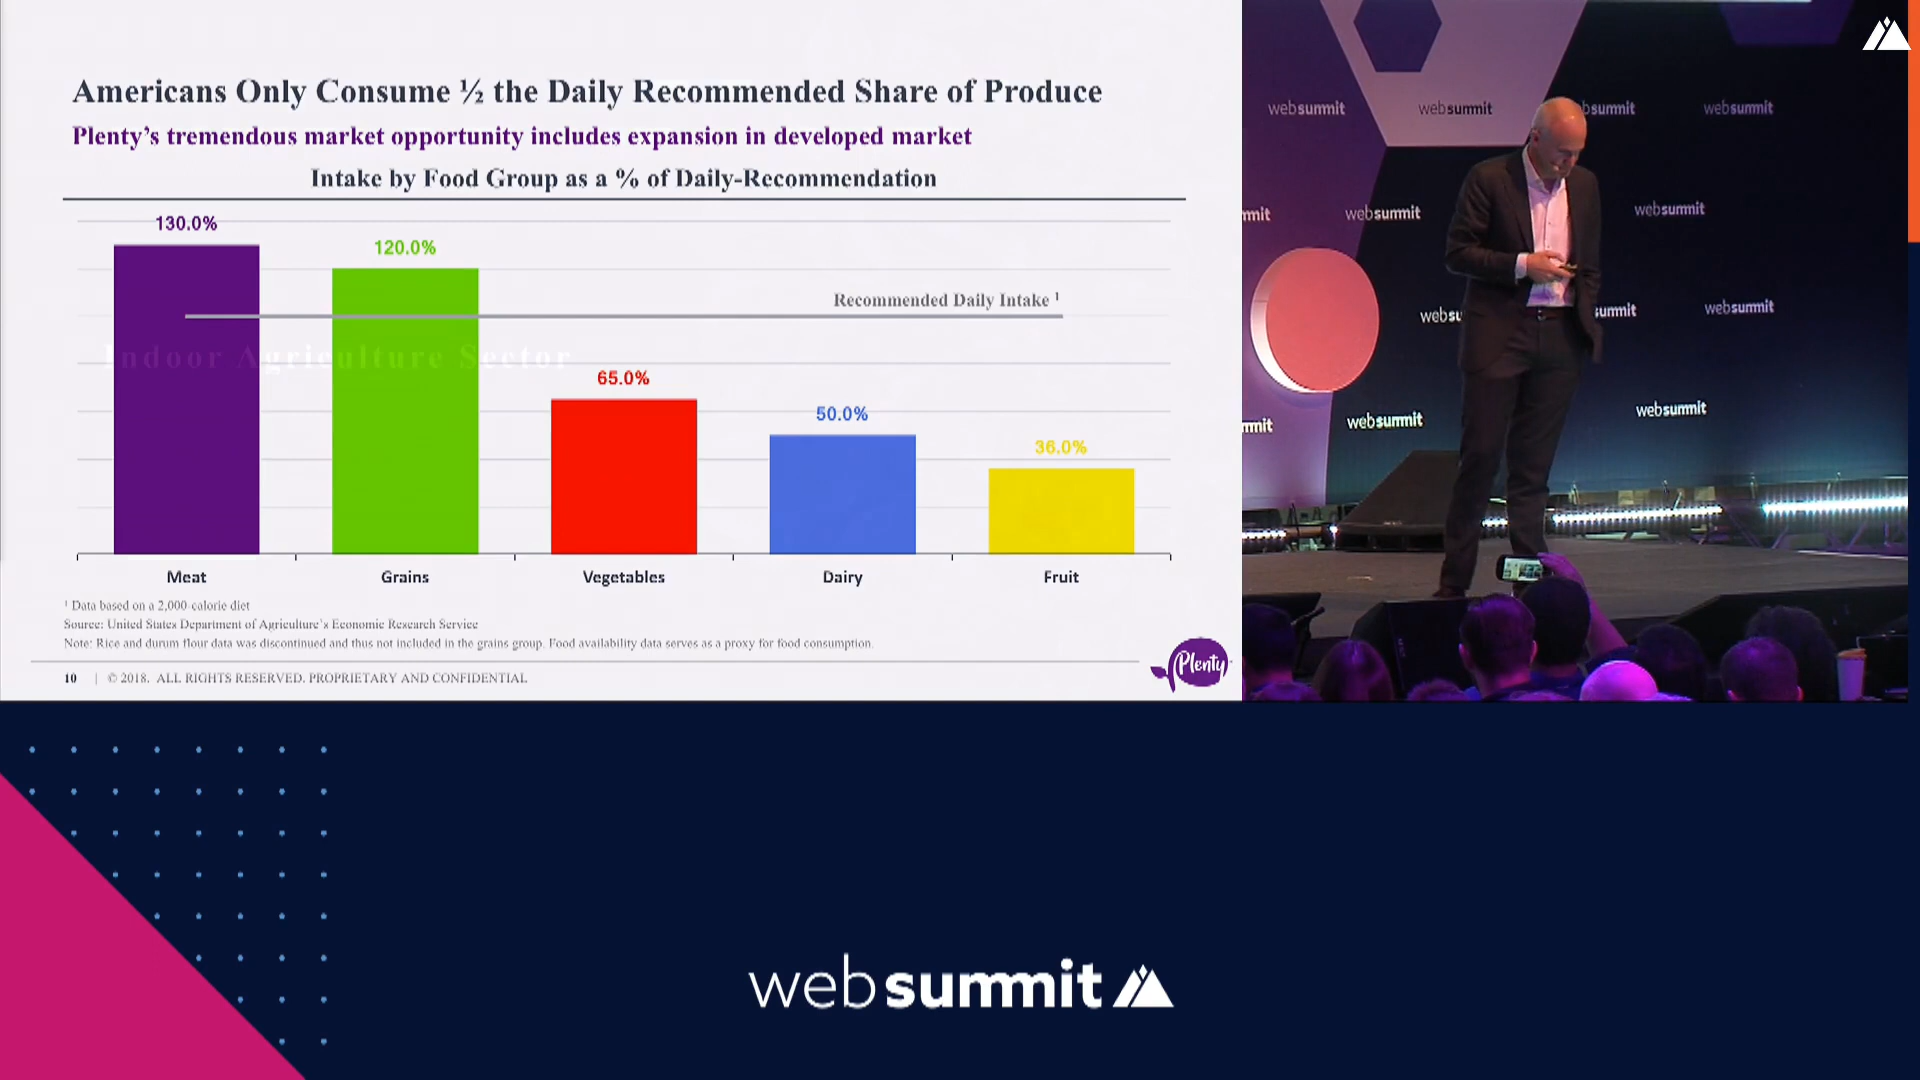 Americans Only Consume ½ the Daily Recommended Share of Produce
Plenty's tremendous market opportunity includes expansion in developed market
Intake by Food Group as a % of Daily-Recommendation
130.0%
120.0%
Recommended Daily Intake ¹
Indoor Agriculture Sector
65.0%
50.0%
36.0%
Meat
Grains
Vegetables
Dairy
Fruit
¹ Data based on a 2,000-calorie diet
Source: United States Department of Agriculture's Economic Research Service
Note: Rice and durum flour data was discontinued and thus not included in the grains group. Food availability data serves as a proxy for food consumption.
Plenty
10 | © 2018. ALL RIGHTS RESERVED. PROPRIETARY AND CONFIDENTIAL
websummit websummit bsummit websummit
mmit websummit websummit
websu summit websummit
mmit websummit websummit
websummit